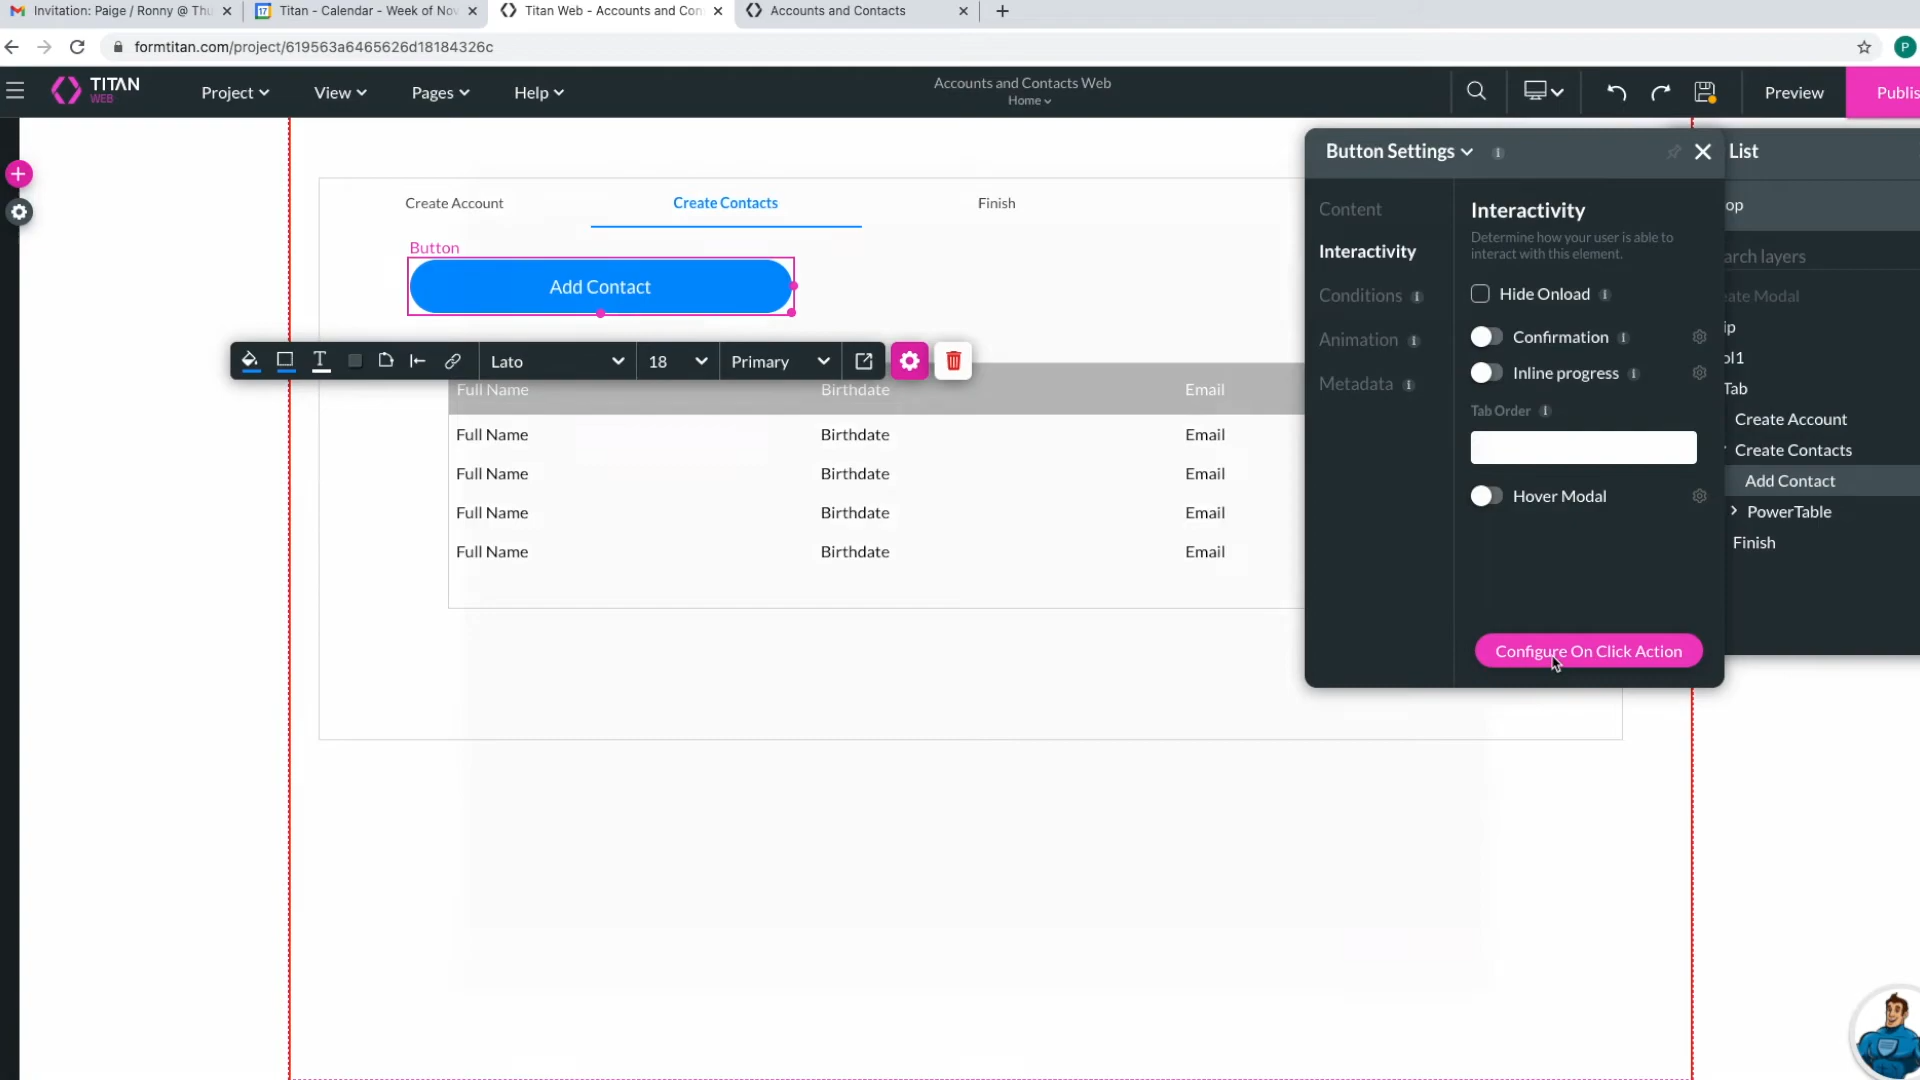 Invitation: Paige / Ronny @ Thu
Titan - Calendar - Week of Nov
Titan Web - Accounts and Con
Accounts and Contacts
formtitan.com/project/619563a6465626d18184326c
P
TITAN
WEB
Project
View
Pages
Help
Accounts and Contacts Web
Home
Preview
Publis
Create Account
Create Contacts
Finish
Button
Add Contact
Lato
18
Primary
Full Name
Birthdate
Email
Full Name
Birthdate
Email
Full Name
Birthdate
Email
Full Name
Birthdate
Email
Full Name
Birthdate
Email
Button Settings
Content
Interactivity
Conditions
Animation
Metadata
Interactivity
Determine how your user is able to
interact with this element.
Hide Onload
Confirmation
Inline progress
Tab Order
Hover Modal
Configure On Click Action
List
op
arch layers
ate Modal
ip
ol1
Tab
Create Account
Create Contacts
Add Contact
PowerTable
Finish